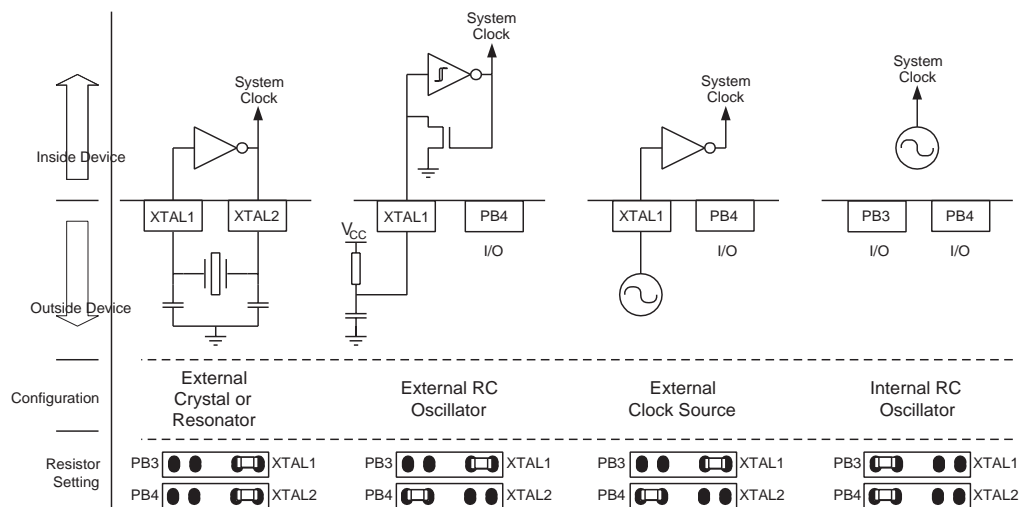 System
Clock
System
Clock
System
Clock
System
Clock
Inside Device
XTAL1
XTAL2
XTAL1
PB4
XTAL1
PB4
PB3
PB4
I/O
I/O
I/O
I/O
VCC
Outside Device
Configuration
External
Crystal or
Resonator
External RC
Oscillator
External
Clock Source
Internal RC
Oscillator
Resistor
Setting
PB3
XTAL1
PB3
XTAL1
PB3
XTAL1
PB3
XTAL1
PB4
XTAL2
PB4
XTAL2
PB4
XTAL2
PB4
XTAL2